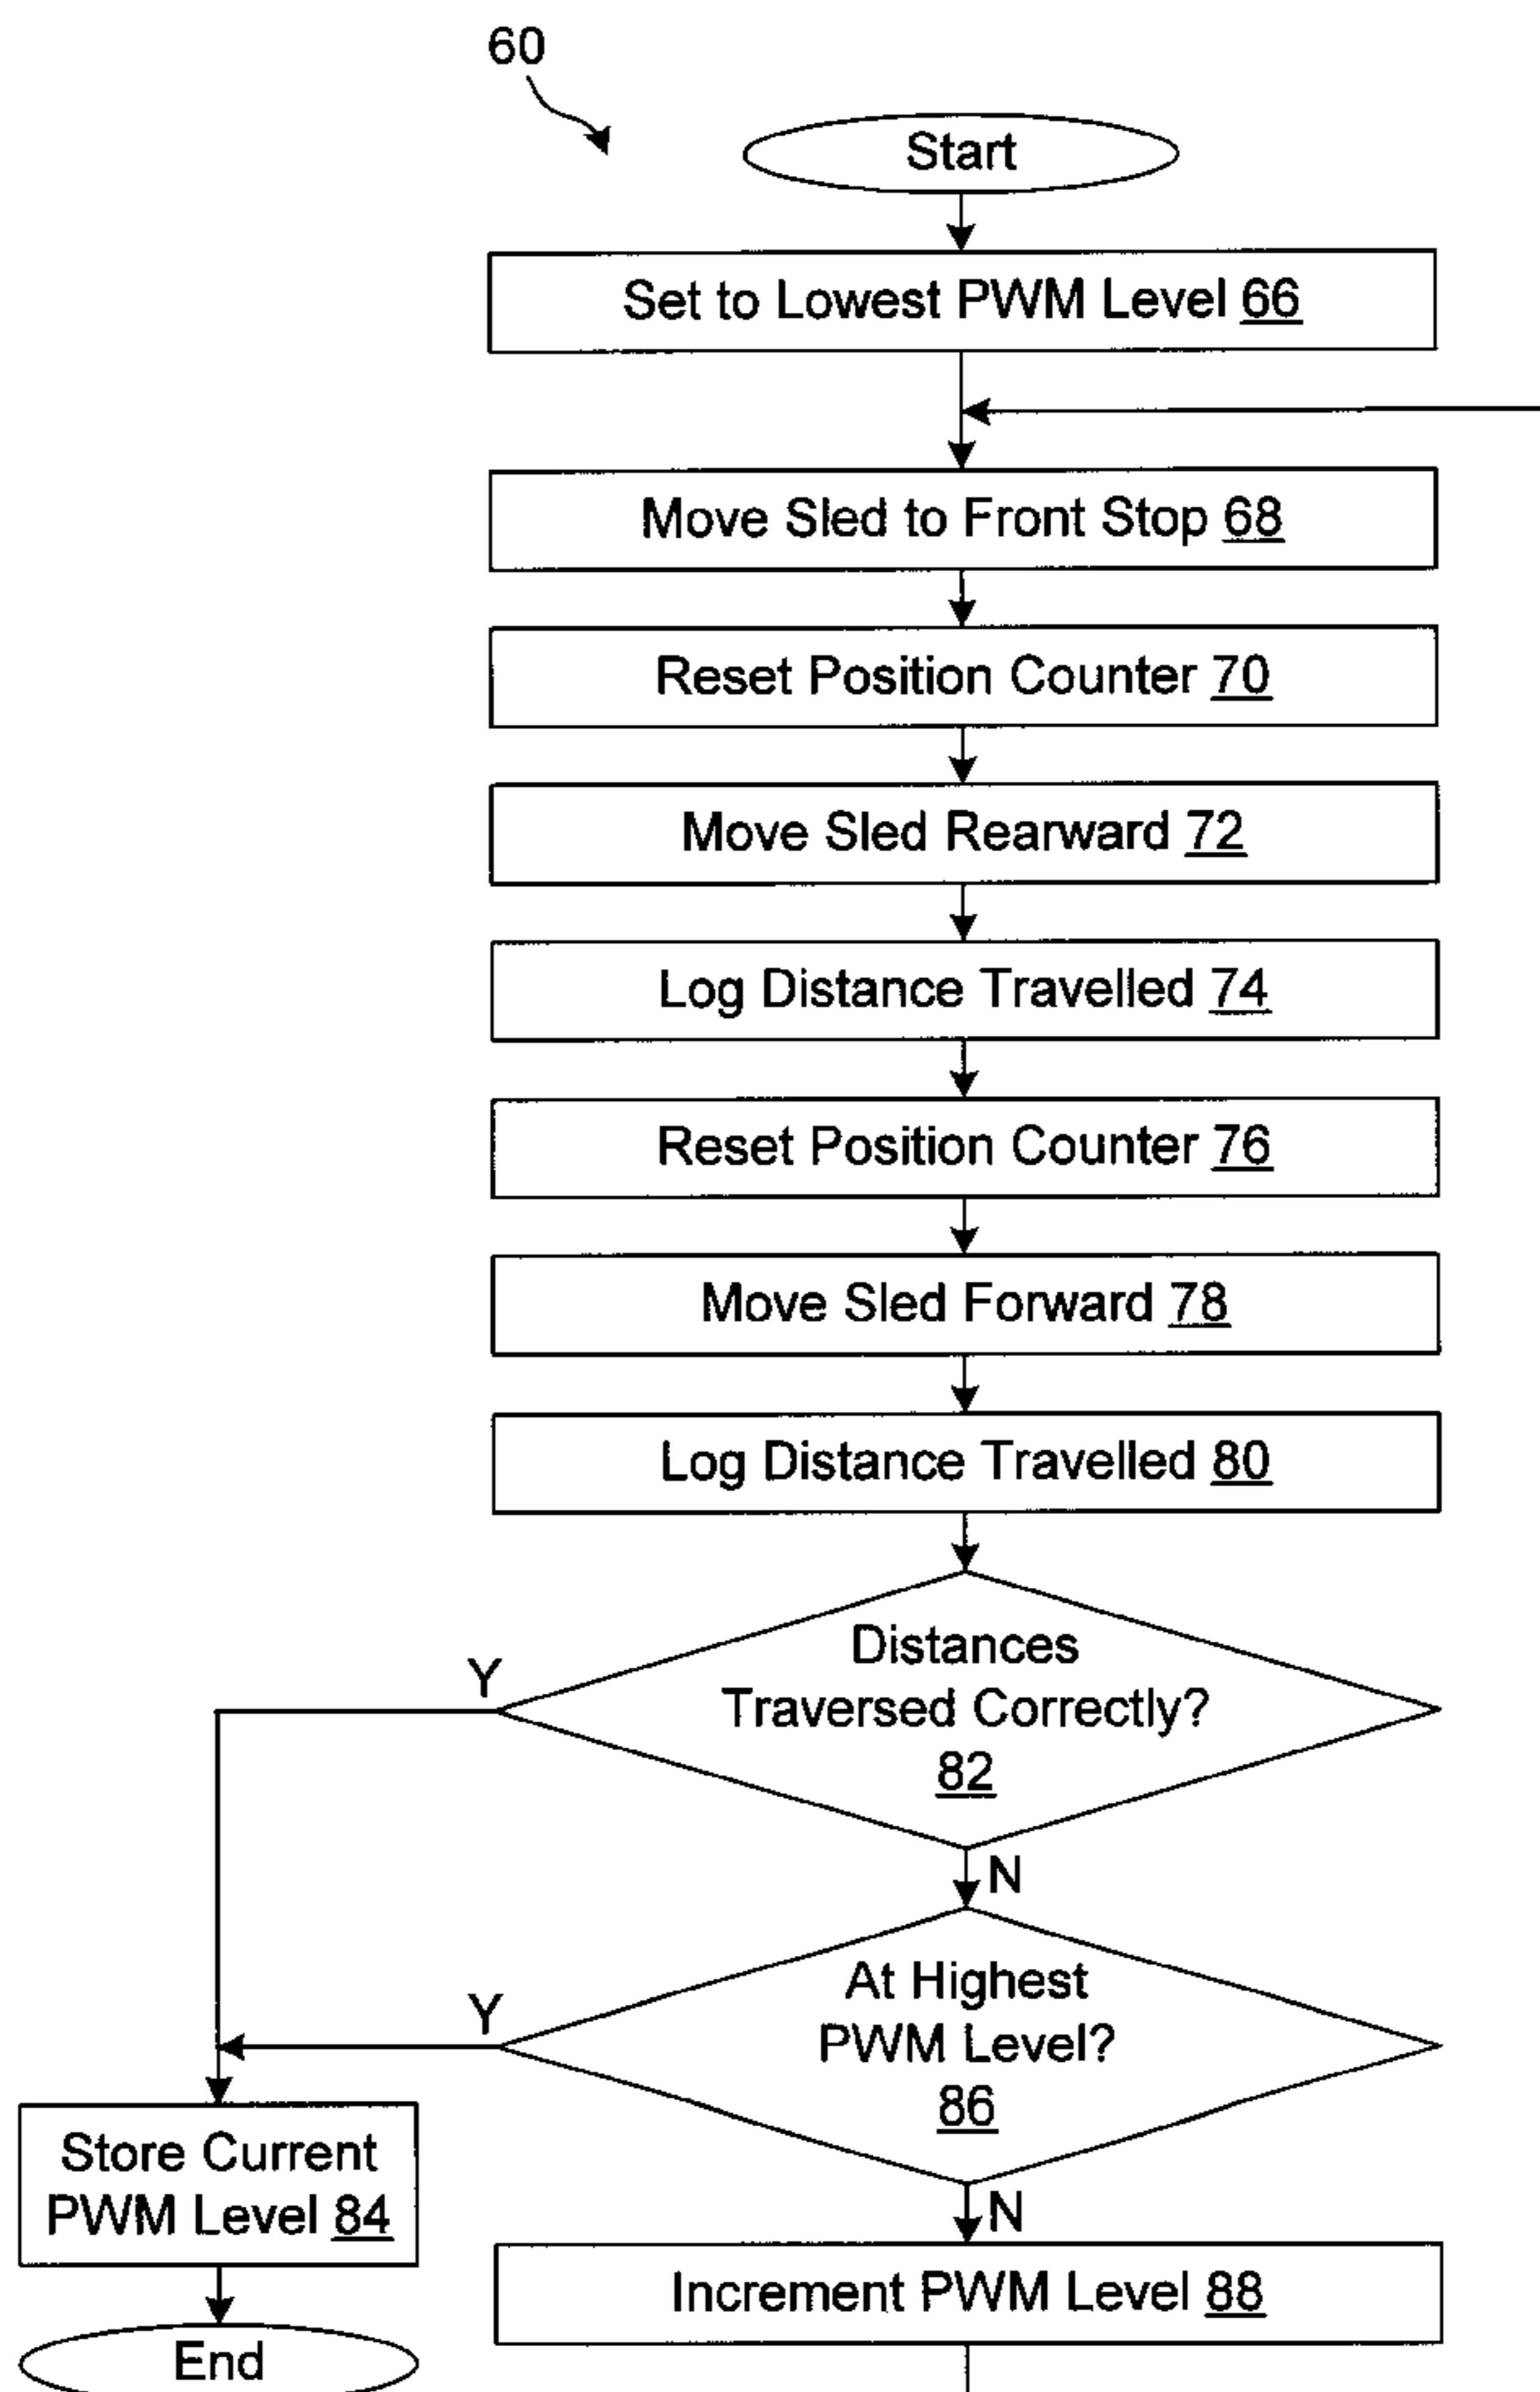 60
Start
Set to Lowest PWM Level 66
Move Sled to Front Stop 68
Reset Position Counter 70
Move Sled Rearward 72
Log Distance Travelled 74
Reset Position Counter 76
Move Sled Forward 78
Log Distance Travelled 80
Distances
Traversed Correctly?
82
Y
N
At Highest
PWM Level?
86
Y
N
Store Current
PWM Level 84
Increment PWM Level 88
End